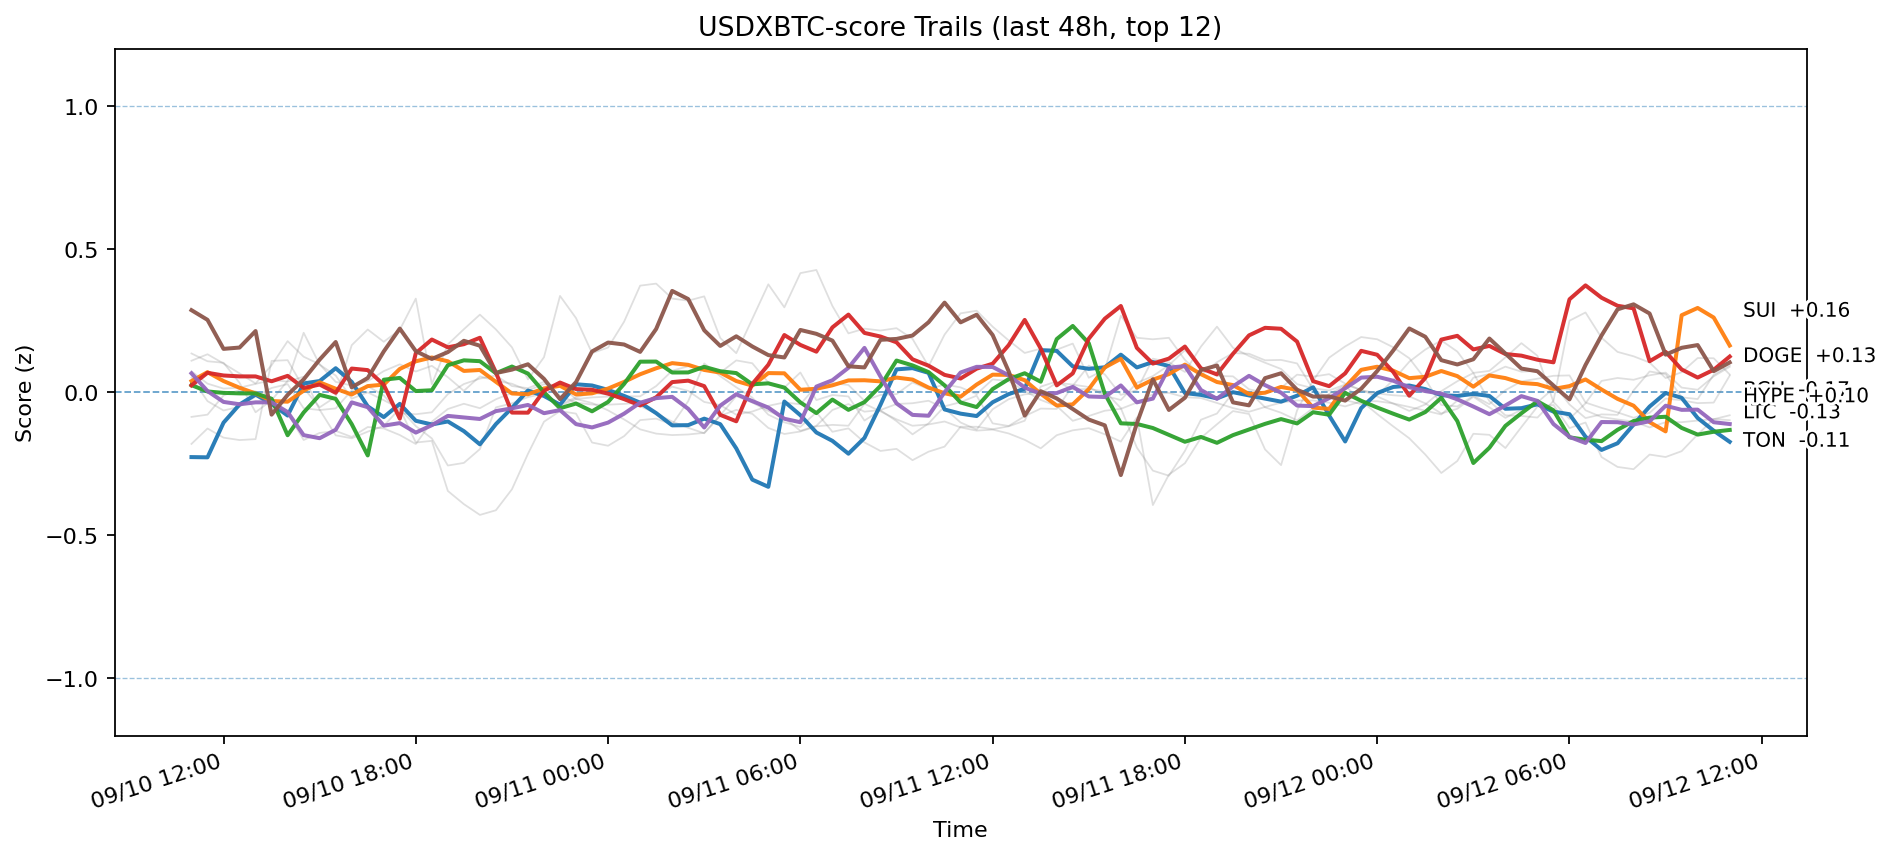 USDXBTC-score Trails (last 48h, top 12)
Score (z)
1.0
0.5
0.0
−0.5
−1.0
SUI +0.16
DOGE +0.13
HYPE +0.10
LTC -0.13
TON -0.11
09/10 12:00
09/10 18:00
09/11 00:00
09/11 06:00
09/11 12:00
09/11 18:00
09/12 00:00
09/12 06:00
09/12 12:00
Time